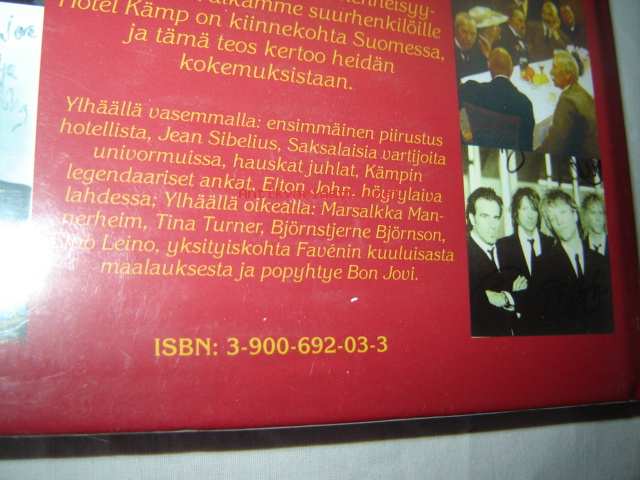 Hotel Kämp on kiinnekohta Suomessa,
ja tämä teos kertoo heidän
kokemuksistaan.
Ylhäällä vasemmalla: ensimmäinen piirustus
hotellista, Jean Sibelius, Saksalaisia vartijoita
univormuissa, hauskat juhlat, Kämpin
legendaariset ankat, Elton John, höyrylaiva
lahdessa; Ylhäällä oikealla: Marsalkka Man-
nerheim, Tina Turner, Björnstjerne Björnson,
Eino Leino, yksityiskohta Favénin kuuluisasta
maalauksesta ja popyhtye Bon Jovi.
ISBN: 3-900-692-03-3